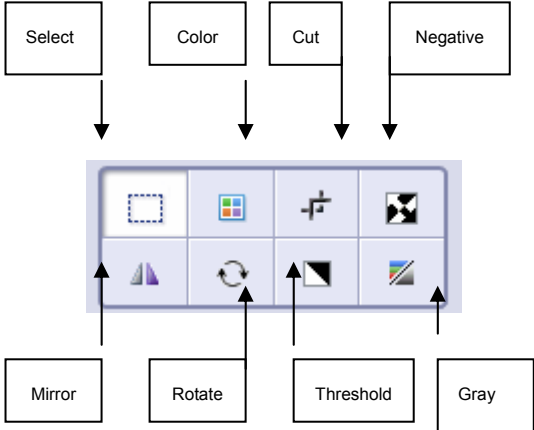 Select
Color
Cut
Negative
Mirror
Rotate
Threshold
Gray